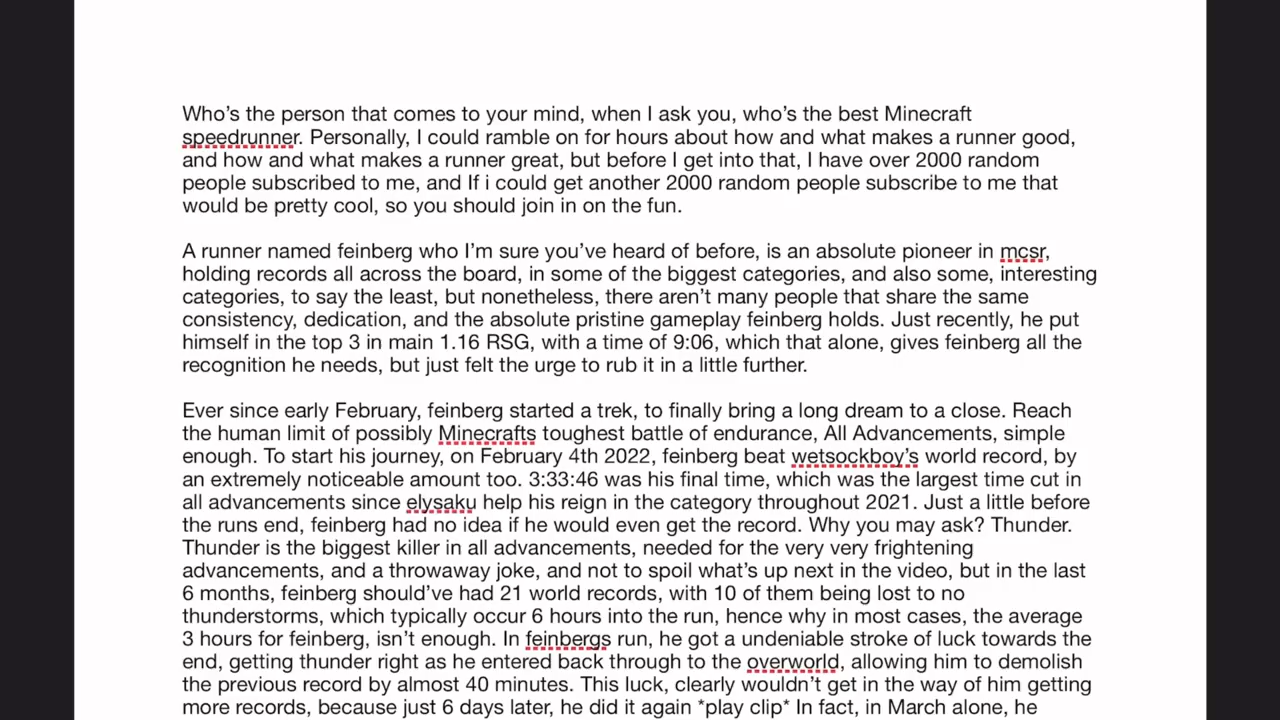 Who’s the person that comes to your mind, when I ask you, who’s the best Minecraft
speedrunner. Personally, I could ramble on for hours about how and what makes a runner good,
and how and what makes a runner great, but before I get into that, I have over 2000 random
people subscribed to me, and If i could get another 2000 random people subscribe to me that
would be pretty cool, so you should join in on the fun.
A runner named feinberg who I’m sure you’ve heard of before, is an absolute pioneer in mcsr,
holding records all across the board, in some of the biggest categories, and also some, interesting
categories, to say the least, but nonetheless, there aren’t many people that share the same
consistency, dedication, and the absolute pristine gameplay feinberg holds. Just recently, he put
himself in the top 3 in main 1.16 RSG, with a time of 9:06, which that alone, gives feinberg all the
recognition he needs, but just felt the urge to rub it in a little further.
Ever since early February, feinberg started a trek, to finally bring a long dream to a close. Reach
the human limit of possibly Minecrafts toughest battle of endurance, All Advancements, simple
enough. To start his journey, on February 4th 2022, feinberg beat wetsockboy’s world record, by
an extremely noticeable amount too. 3:33:46 was his final time, which was the largest time cut in
all advancements since elysaku help his reign in the category throughout 2021. Just a little before
the runs end, feinberg had no idea if he would even get the record. Why you may ask? Thunder.
Thunder is the biggest killer in all advancements, needed for the very very frightening
advancements, and a throwaway joke, and not to spoil what’s up next in the video, but in the last
6 months, feinberg should’ve had 21 world records, with 10 of them being lost to no
thunderstorms, which typically occur 6 hours into the run, hence why in most cases, the average
3 hours for feinberg, isn’t enough. In feinbergs run, he got a undeniable stroke of luck towards the
end, getting thunder right as he entered back through to the overworld, allowing him to demolish
the previous record by almost 40 minutes. This luck, clearly wouldn’t get in the way of him getting
more records, because just 6 days later, he did it again *play clip* In fact, in March alone, he